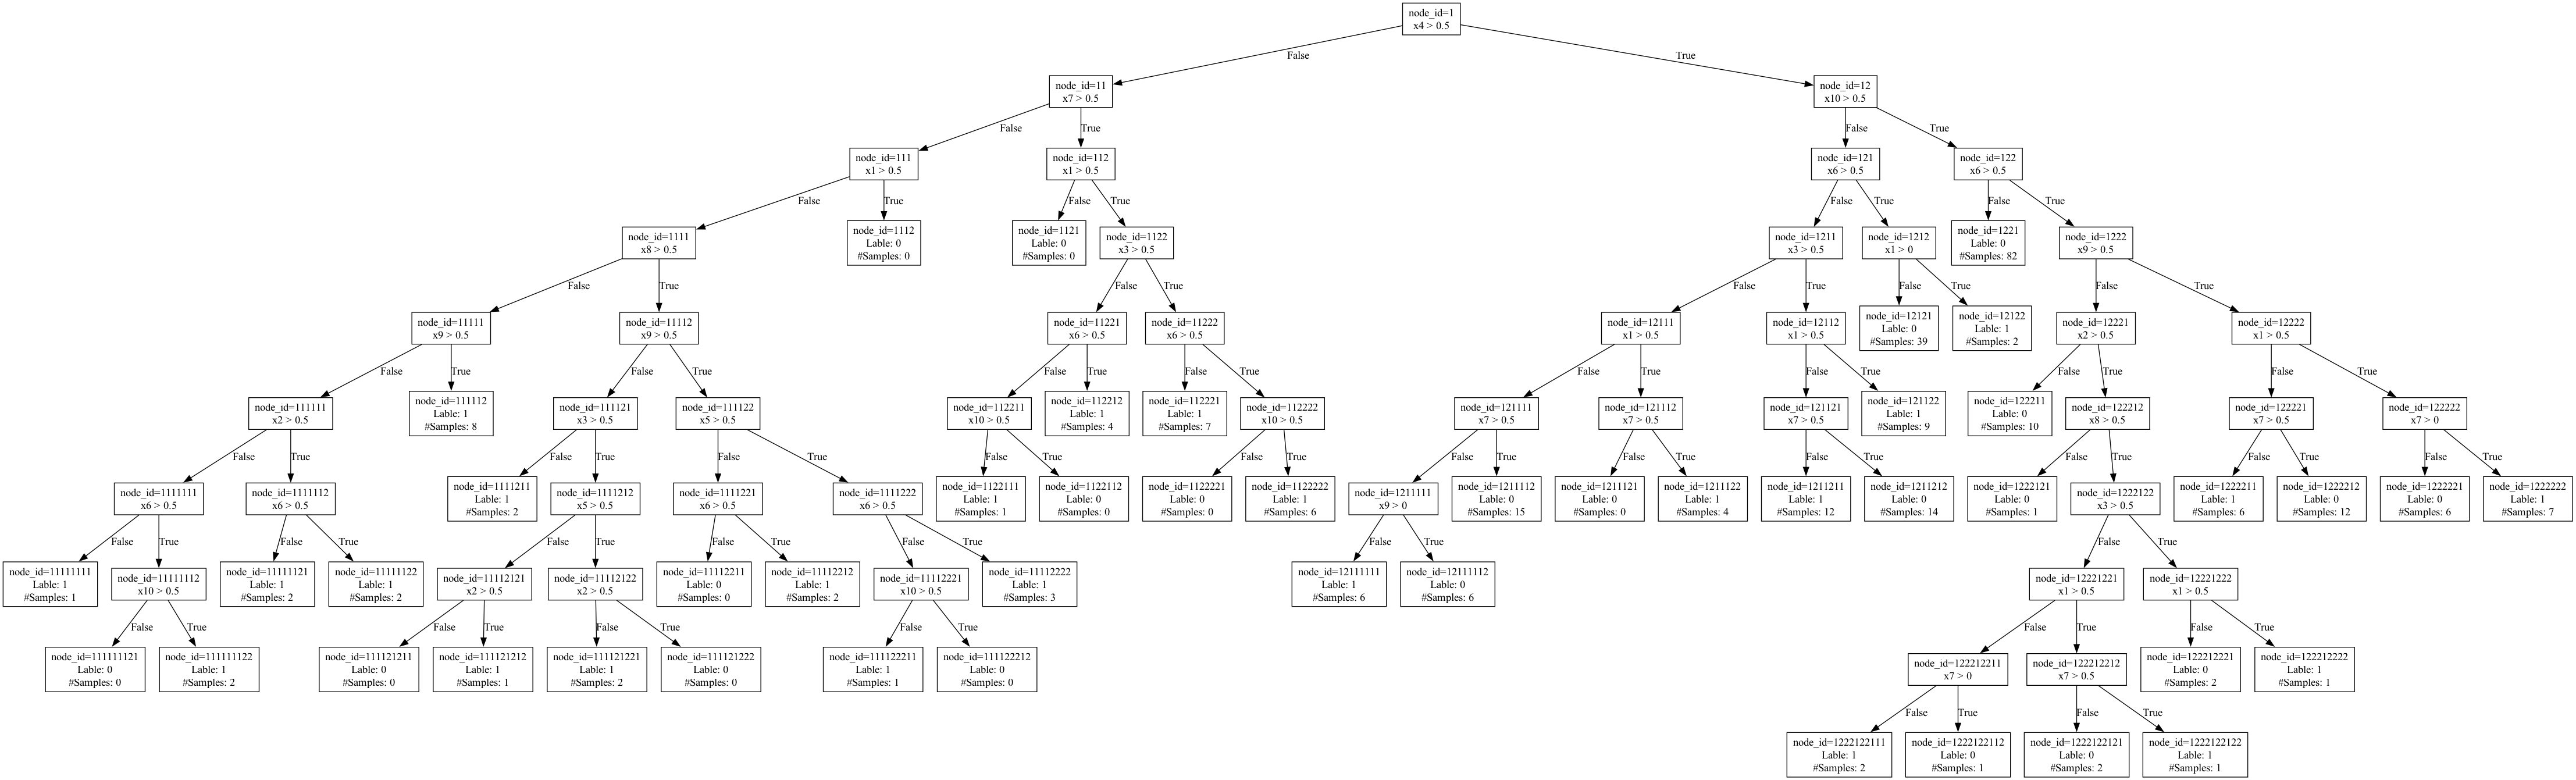 node_id=1
x4 > 0.5
False
True
node_id=11
x7 > 0.5
node_id=12
x10 > 0.5
False
True
False
True
node_id=111
x1 > 0.5
node_id=112
x1 > 0.5
node_id=121
x6 > 0.5
node_id=122
x6 > 0.5
False
True
False
True
False
True
False
True
node_id=1111
x8 > 0.5
node_id=1112
Lable: 0
#Samples: 0
node_id=1121
Lable: 0
#Samples: 0
node_id=1122
x3 > 0.5
node_id=1211
x3 > 0.5
node_id=1212
x1 > 0
node_id=1221
Lable: 0
#Samples: 82
node_id=1222
x9 > 0.5
False
True
False
True
False
True
False
True
False
True
node_id=11111
x9 > 0.5
node_id=11112
x9 > 0.5
node_id=11221
x6 > 0.5
node_id=11222
x6 > 0.5
node_id=12111
x1 > 0.5
node_id=12112
x1 > 0.5
node_id=12121
Lable: 0
#Samples: 39
node_id=12122
Lable: 1
#Samples: 2
node_id=12221
x2 > 0.5
node_id=12222
x1 > 0.5
False
True
False
True
False
True
False
True
False
True
False
True
False
True
False
True
node_id=111111
x2 > 0.5
node_id=111112
Lable: 1
#Samples: 8
node_id=111121
x3 > 0.5
node_id=111122
x5 > 0.5
node_id=112211
x10 > 0.5
node_id=112212
Lable: 1
#Samples: 4
node_id=112221
Lable: 1
#Samples: 7
node_id=112222
x10 > 0.5
node_id=121111
x7 > 0.5
node_id=121112
x7 > 0.5
node_id=121121
x7 > 0.5
node_id=121122
Lable: 1
#Samples: 9
node_id=122211
Lable: 0
#Samples: 10
node_id=122212
x8 > 0.5
node_id=122221
x7 > 0.5
node_id=122222
x7 > 0
False
True
False
True
False
True
False
True
False
True
False
True
False
True
False
True
False
True
False
True
False
True
node_id=1111111
x6 > 0.5
node_id=1111112
x6 > 0.5
node_id=1111211
Lable: 1
#Samples: 2
node_id=1111212
x5 > 0.5
node_id=1111221
x6 > 0.5
node_id=1111222
x6 > 0.5
node_id=1122111
Lable: 1
#Samples: 1
node_id=1122112
Lable: 0
#Samples: 0
node_id=1122221
Lable: 0
#Samples: 0
node_id=1122222
Lable: 1
#Samples: 6
node_id=1211111
x9 > 0
node_id=1211112
Lable: 0
#Samples: 15
node_id=1211121
Lable: 0
#Samples: 0
node_id=1211122
Lable: 1
#Samples: 4
node_id=1211211
Lable: 1
#Samples: 12
node_id=1211212
Lable: 0
#Samples: 14
node_id=1222121
Lable: 0
#Samples: 1
node_id=1222122
x3 > 0.5
node_id=1222211
Lable: 1
#Samples: 6
node_id=1222212
Lable: 0
#Samples: 12
node_id=1222221
Lable: 0
#Samples: 6
node_id=1222222
Lable: 1
#Samples: 7
False
True
False
True
False
True
False
True
False
True
False
True
False
True
node_id=11111111
Lable: 1
#Samples: 1
node_id=11111112
x10 > 0.5
node_id=11111121
Lable: 1
#Samples: 2
node_id=11111122
Lable: 1
#Samples: 2
node_id=11112121
x2 > 0.5
node_id=11112122
x2 > 0.5
node_id=11112211
Lable: 0
#Samples: 0
node_id=11112212
Lable: 1
#Samples: 2
node_id=11112221
x10 > 0.5
node_id=11112222
Lable: 1
#Samples: 3
node_id=12111111
Lable: 1
#Samples: 6
node_id=12111112
Lable: 0
#Samples: 6
node_id=12221221
x1 > 0.5
node_id=12221222
x1 > 0.5
False
True
False
True
False
True
False
True
False
True
False
True
node_id=111111121
Lable: 0
#Samples: 0
node_id=111111122
Lable: 1
#Samples: 2
node_id=111121211
Lable: 0
#Samples: 0
node_id=111121212
Lable: 1
#Samples: 1
node_id=111121221
Lable: 1
#Samples: 2
node_id=111121222
Lable: 0
#Samples: 0
node_id=111122211
Lable: 1
#Samples: 1
node_id=111122212
Lable: 0
#Samples: 0
node_id=122212211
x7 > 0
node_id=122212212
x7 > 0.5
node_id=122212221
Lable: 0
#Samples: 2
node_id=122212222
Lable: 1
#Samples: 1
False
True
False
True
node_id=1222122111
Lable: 1
#Samples: 2
node_id=1222122112
Lable: 0
#Samples: 1
node_id=1222122121
Lable: 0
#Samples: 2
node_id=1222122122
Lable: 1
#Samples: 1